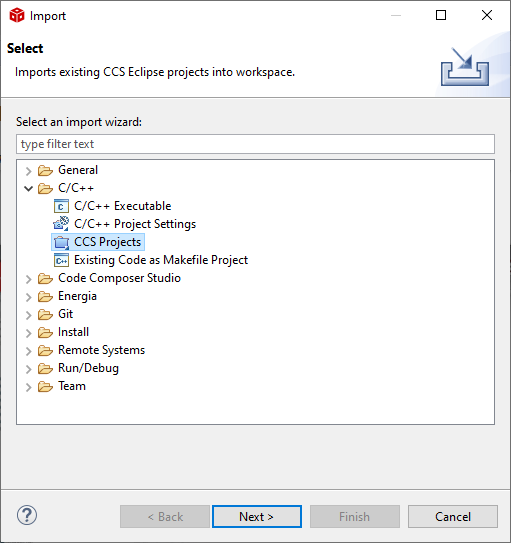 Import
Select
Imports existing CCS Eclipse projects into workspace.
Select an import wizard:
type filter text
General
C/C++
C/C++ Executable
C/C++ Project Settings
CCS Projects
Existing Code as Makefile Project
Code Composer Studio
Energia
Git
Install
Remote Systems
Run/Debug
Team
? < Back Next > Finish Cancel